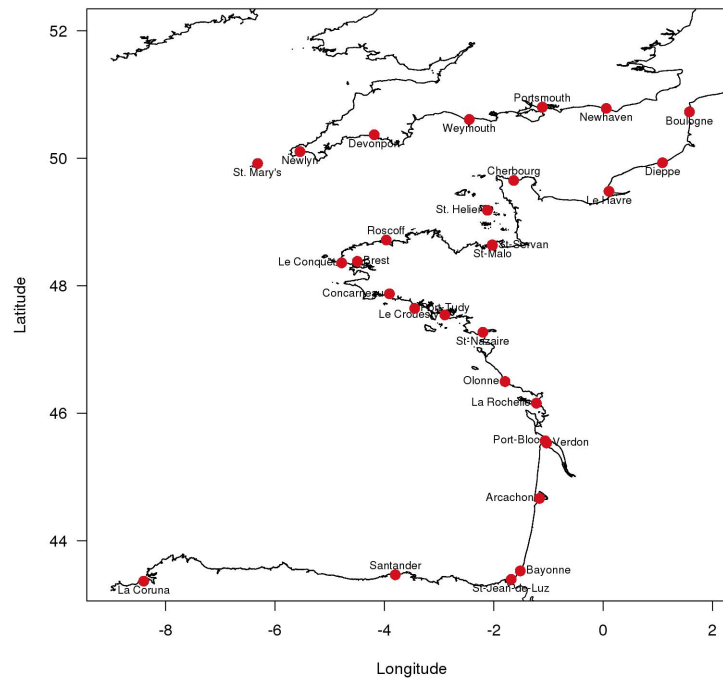 52
50
48
46
44
Latitude
Portsmouth
Newhaven
Boulogne
Weymouth
Devonport
Newlyn
St. Mary's
Dieppe
Cherbourg
Le Havre
St. Helier
Roscoff
St-Servan
St-Malo
Le Conquet
Brest
Concarneau
Port-Tudy
Le Crouesty
St-Nazaire
Olonne
La Rochelle
Port-Bloc
Verdon
Arcachon
Santander
Bayonne
St-Jean-de-Luz
La Coruna
-8 -6 -4 -2 0 2
Longitude